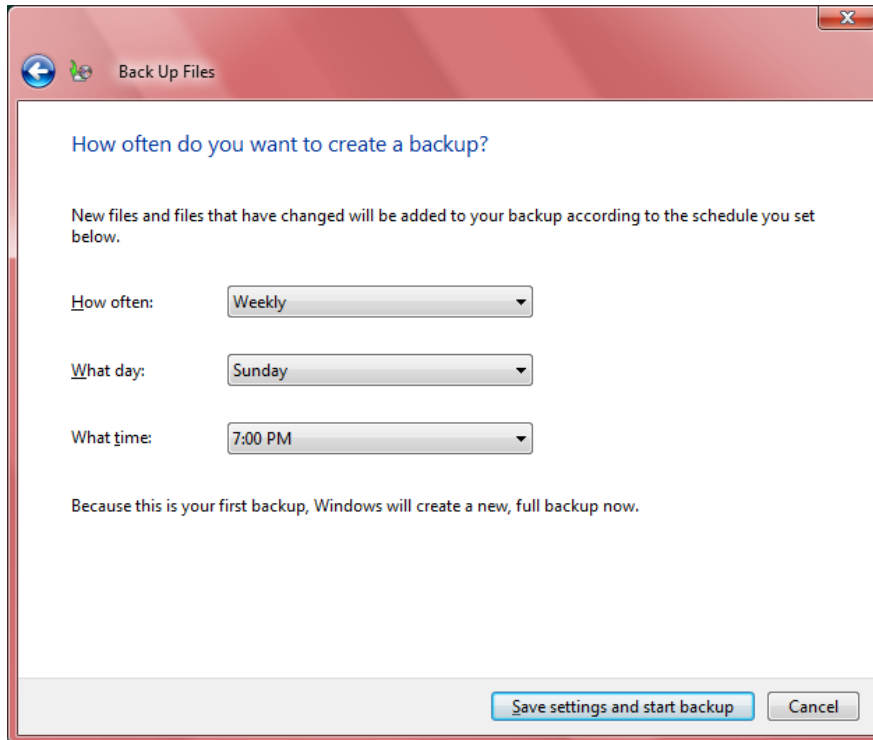 Back Up Files
How often do you want to create a backup?
New files and files that have changed will be added to your backup according to the schedule you set
below.
How often: Weekly
What day: Sunday
What time: 7:00 PM
Because this is your first backup, Windows will create a new, full backup now.
Save settings and start backup Cancel